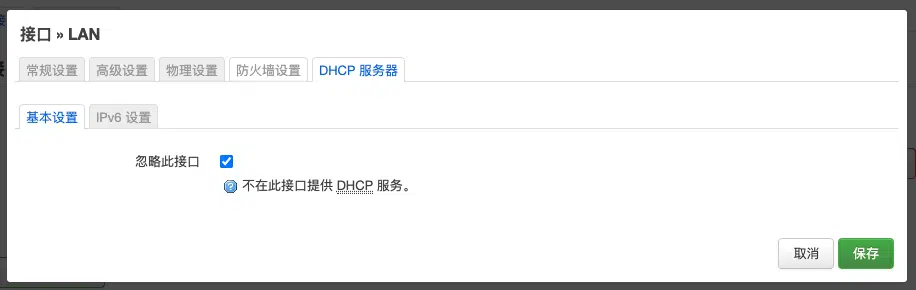 接口 » LAN
常规设置 高级设置 物理设置 防火墙设置 DHCP 服务器
基本设置 IPv6 设置
忽略此接口
不在此接口提供 DHCP 服务。
取消 保存